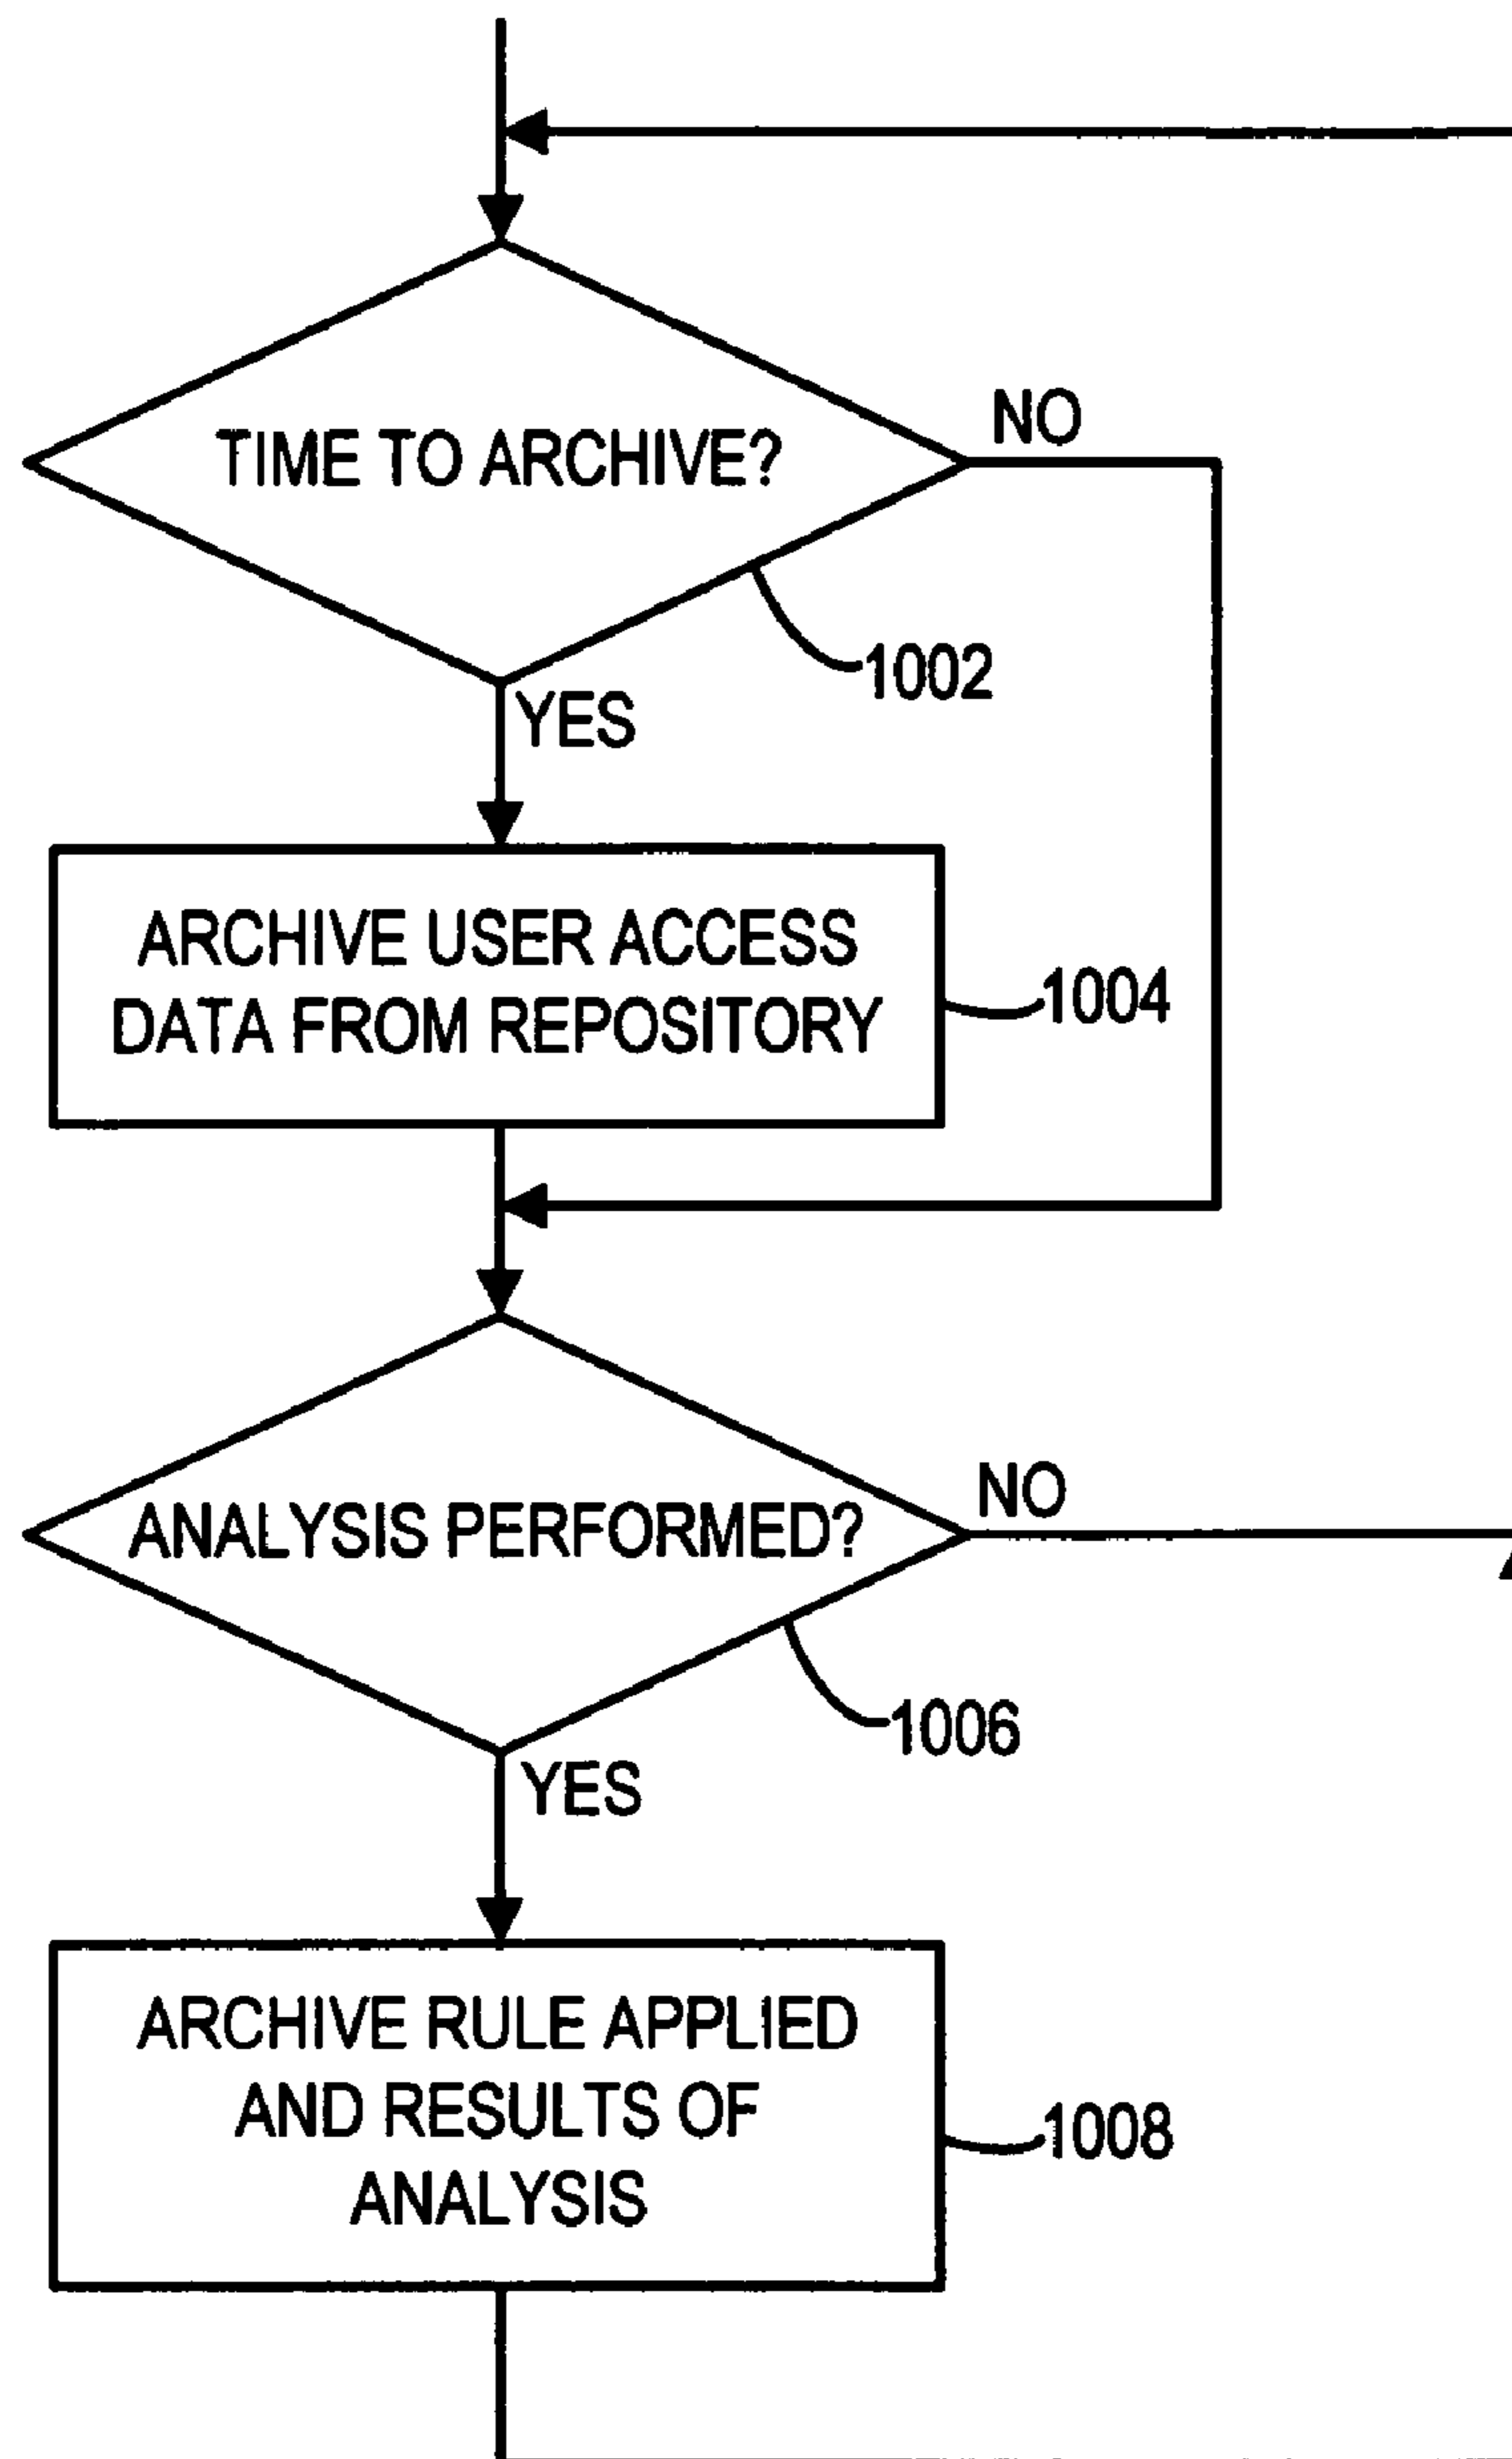 NO
TIME TO ARCHIVE?
1002
YES
ARCHIVE USER ACCESS
DATA FROM REPOSITORY
1004
NO
ANALYSIS PERFORMED?
1006
YES
ARCHIVE RULE APPLIED
AND RESULTS OF
ANALYSIS
1008